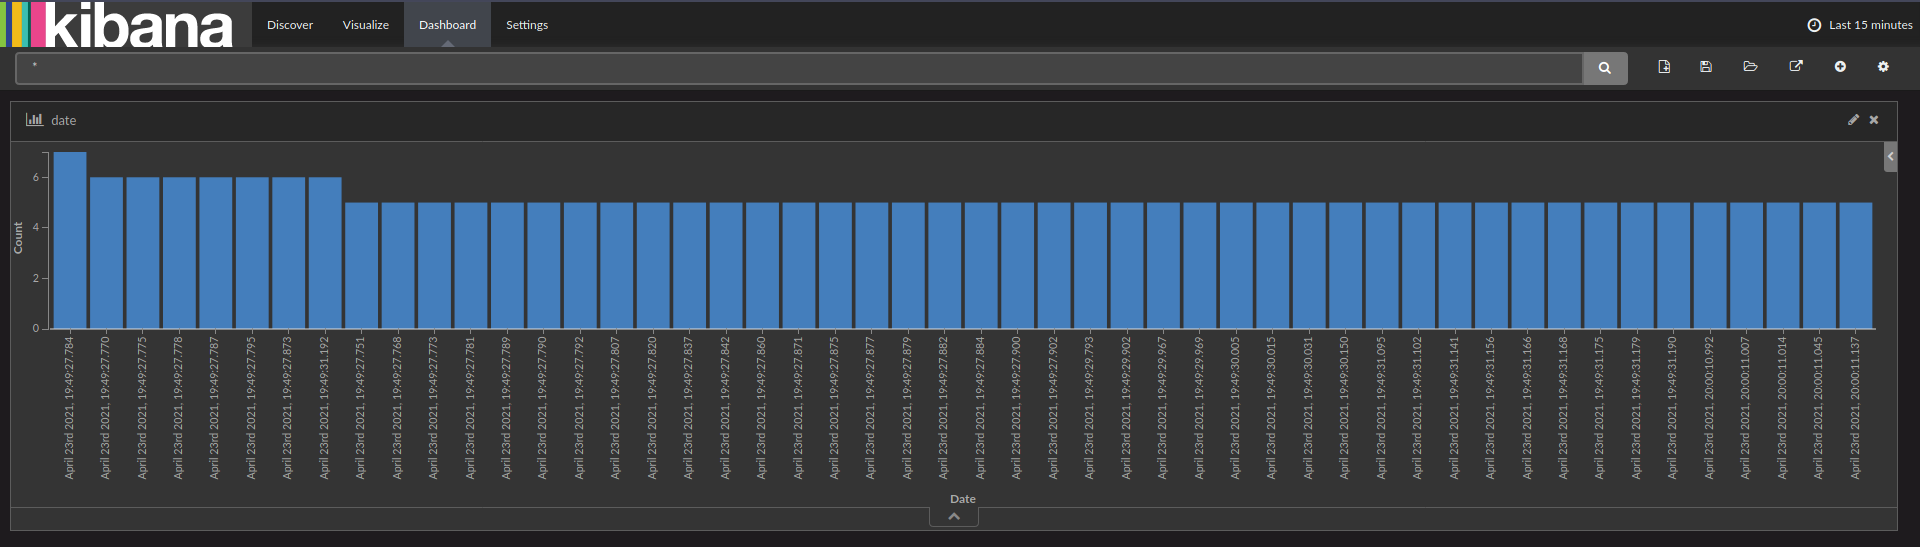 kibana
Discover
Visualize
Dashboard
Settings
Last 15 minutes
*
date
Count
6
4
2
0
April 23rd 2021, 19:49:27.784
April 23rd 2021, 19:49:27.770
April 23rd 2021, 19:49:27.775
April 23rd 2021, 19:49:27.778
April 23rd 2021, 19:49:27.787
April 23rd 2021, 19:49:27.795
April 23rd 2021, 19:49:27.873
April 23rd 2021, 19:49:31.192
April 23rd 2021, 19:49:27.751
April 23rd 2021, 19:49:27.768
April 23rd 2021, 19:49:27.773
April 23rd 2021, 19:49:27.781
April 23rd 2021, 19:49:27.789
April 23rd 2021, 19:49:27.790
April 23rd 2021, 19:49:27.792
April 23rd 2021, 19:49:27.807
April 23rd 2021, 19:49:27.820
April 23rd 2021, 19:49:27.837
April 23rd 2021, 19:49:27.842
April 23rd 2021, 19:49:27.860
April 23rd 2021, 19:49:27.871
April 23rd 2021, 19:49:27.875
April 23rd 2021, 19:49:27.877
April 23rd 2021, 19:49:27.879
April 23rd 2021, 19:49:27.882
April 23rd 2021, 19:49:27.884
April 23rd 2021, 19:49:27.900
April 23rd 2021, 19:49:27.902
April 23rd 2021, 19:49:29.793
April 23rd 2021, 19:49:29.902
April 23rd 2021, 19:49:29.967
April 23rd 2021, 19:49:29.969
April 23rd 2021, 19:49:30.005
April 23rd 2021, 19:49:30.015
April 23rd 2021, 19:49:30.031
April 23rd 2021, 19:49:30.150
April 23rd 2021, 19:49:31.095
April 23rd 2021, 19:49:31.102
April 23rd 2021, 19:49:31.141
April 23rd 2021, 19:49:31.156
April 23rd 2021, 19:49:31.166
April 23rd 2021, 19:49:31.168
April 23rd 2021, 19:49:31.175
April 23rd 2021, 19:49:31.179
April 23rd 2021, 19:49:31.190
April 23rd 2021, 20:00:10.992
April 23rd 2021, 20:00:11.007
April 23rd 2021, 20:00:11.014
April 23rd 2021, 20:00:11.045
April 23rd 2021, 20:00:11.137
Date